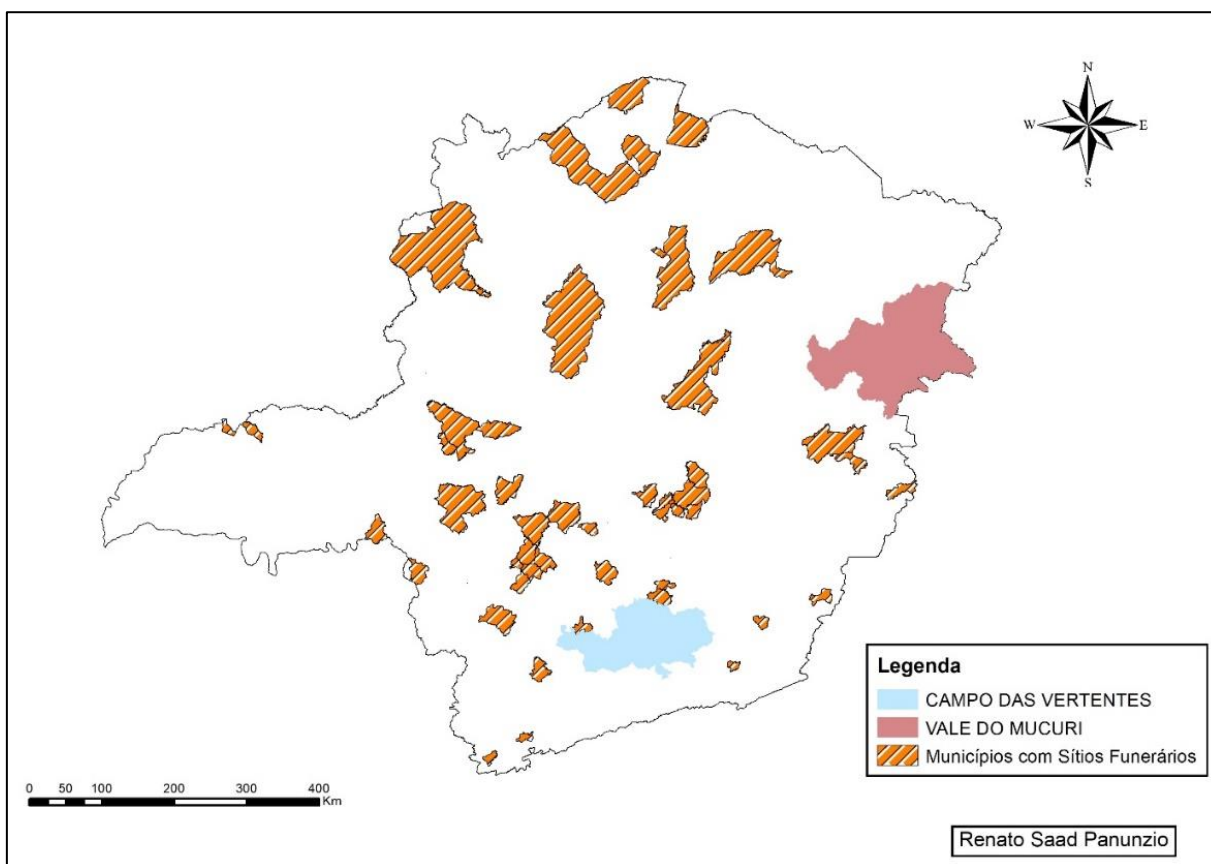 N
W E
S
Legenda
CAMPO DAS VERTENTES
VALE DO MUCURI
Municípios com Sítios Funerários
0 50 100 200 300 400
Km
Renato Saad Panunzio